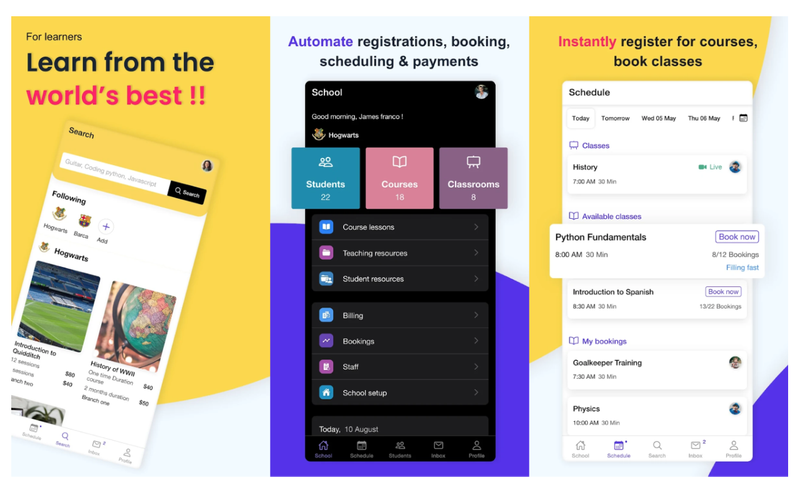 For learners
Learn from the
world's best !!
Search
Guitar, Coding python, Javascript
Search
Following
Hogwarts
Barca
Add
Hogwarts
Introduction to
Quidditch
12 sessions
$80
sessions
$40
Branch two
History of WWII
One time Duration
course
$40
2 months duration
$50
Branch one
Schedule
Search
2
Inbox
Profile
Automate registrations, booking,
scheduling & payments
School
Good morning, James franco !
Hogwarts
Students
22
Courses
18
Classrooms
8
Course lessons
Teaching resources
Student resources
Billing
Bookings
Staff
School setup
Today, 10 August
School
Schedule
Students
Inbox
Profile
Instantly register for courses,
book classes
Schedule
Today Tomorrow Wed 05 May Thu 06 May
Classes
History
Live
7:00 AM 30 Min
Available classes
Python Fundamentals
Book now
8:00 AM 30 Min
8/12 Bookings
Filling fast
Introduction to Spanish
Book now
8:30 AM 30 Min
13/22 Bookings
My bookings
Goalkeeper Training
7:30 AM 30 Min
Physics
10:00 AM 30 Min
School
Schedule
Search
2
Inbox
Profile